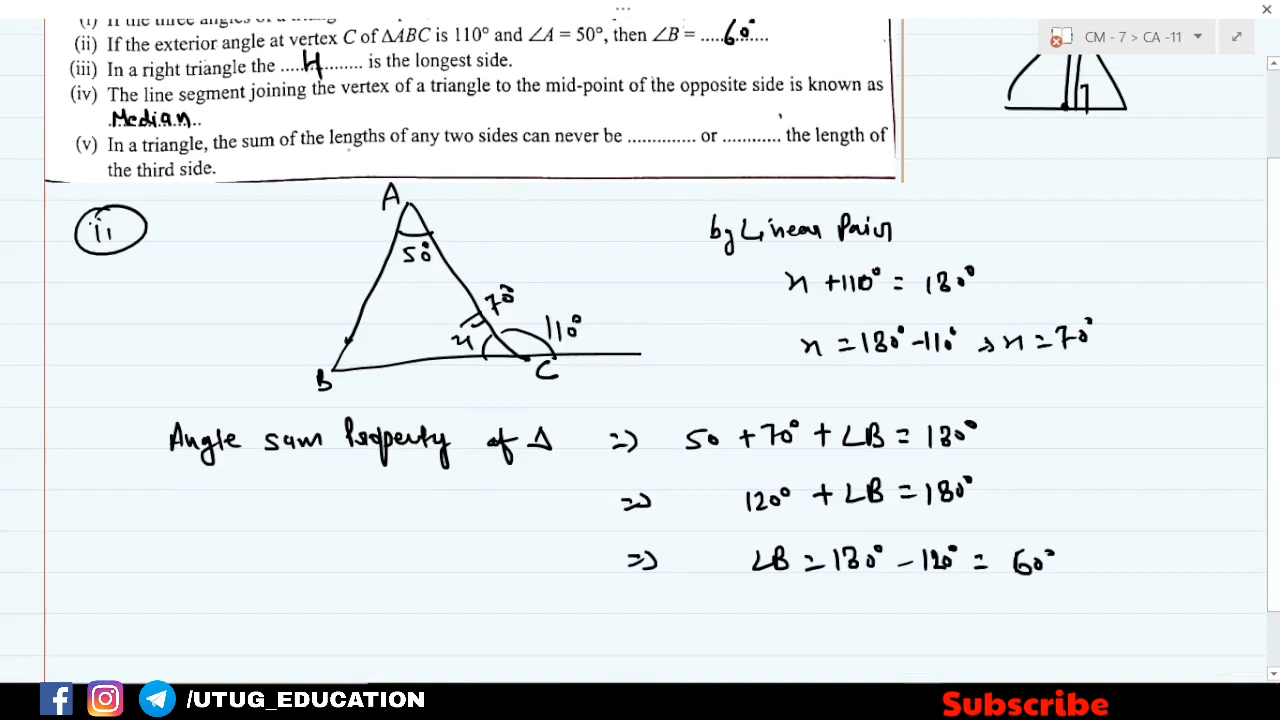 (i) If the three angles of a
(ii) If the exterior angle at vertex C of ΔABC is 110° and ∠A = 50°, then ∠B = .....60°.......
(iii) In a right triangle the .....H......... is the longest side.
(iv) The line segment joining the vertex of a triangle to the mid-point of the opposite side is known as
.Median..
(v) In a triangle, the sum of the lengths of any two sides can never be .............. or ............ the length of
the third side.
CM - 7 > CA -11
ii
A
50°
70°
x
110°
B
C
by Linear Pair
x + 110° = 180°
x = 180° - 110° ⇒ x = 70°
Angle sum Property of Δ ⇒ 50 + 70° + ∠B = 180°
⇒ 120° + ∠B = 180°
⇒ ∠B = 180° - 120° = 60°
/UTUG_EDUCATION
Subscribe